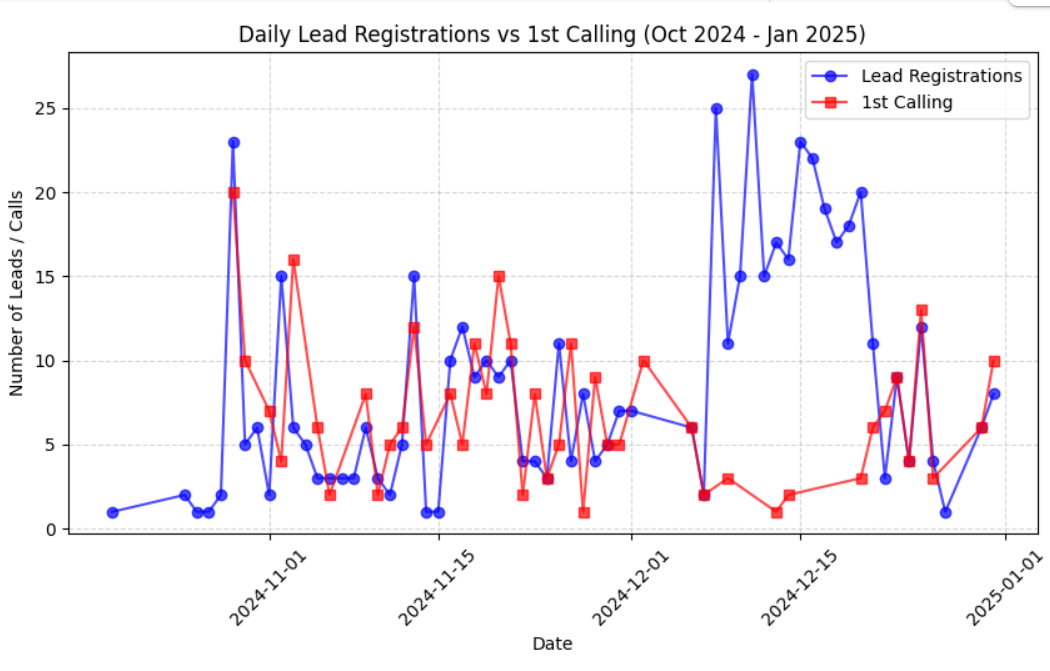 Daily Lead Registrations vs 1st Calling (Oct 2024 - Jan 2025)
Lead Registrations
1st Calling
Number of Leads / Calls
25
20
15
10
5
0
2024-11-01
2024-11-15
2024-12-01
2024-12-15
2025-01-01
Date